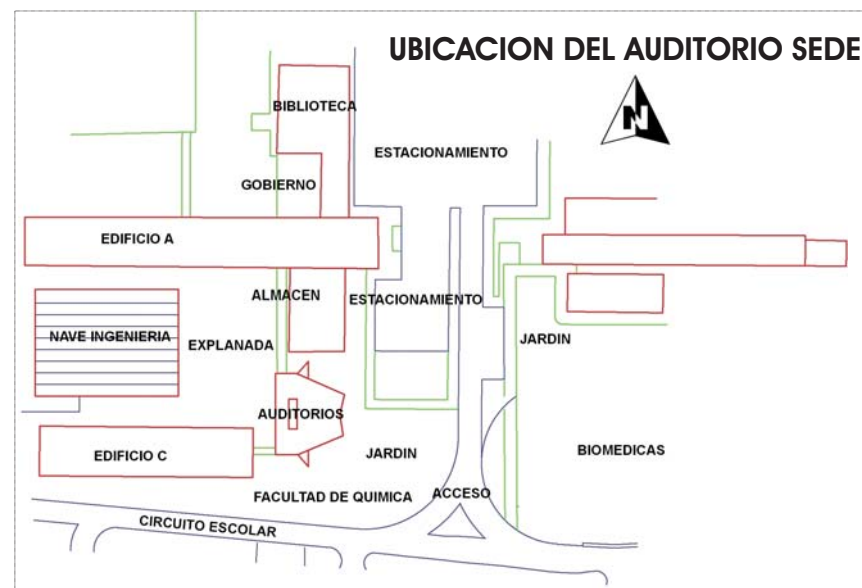 UBICACION DEL AUDITORIO SEDE
N
BIBLIOTECA
ESTACIONAMIENTO
GOBIERNO
EDIFICIO A
ALMACEN
ESTACIONAMIENTO
NAVE INGENIERIA
EXPLANADA
JARDIN
AUDITORIOS
EDIFICIO C
JARDIN
BIOMEDICAS
FACULTAD DE QUIMICA
ACCESO
CIRCUITO ESCOLAR